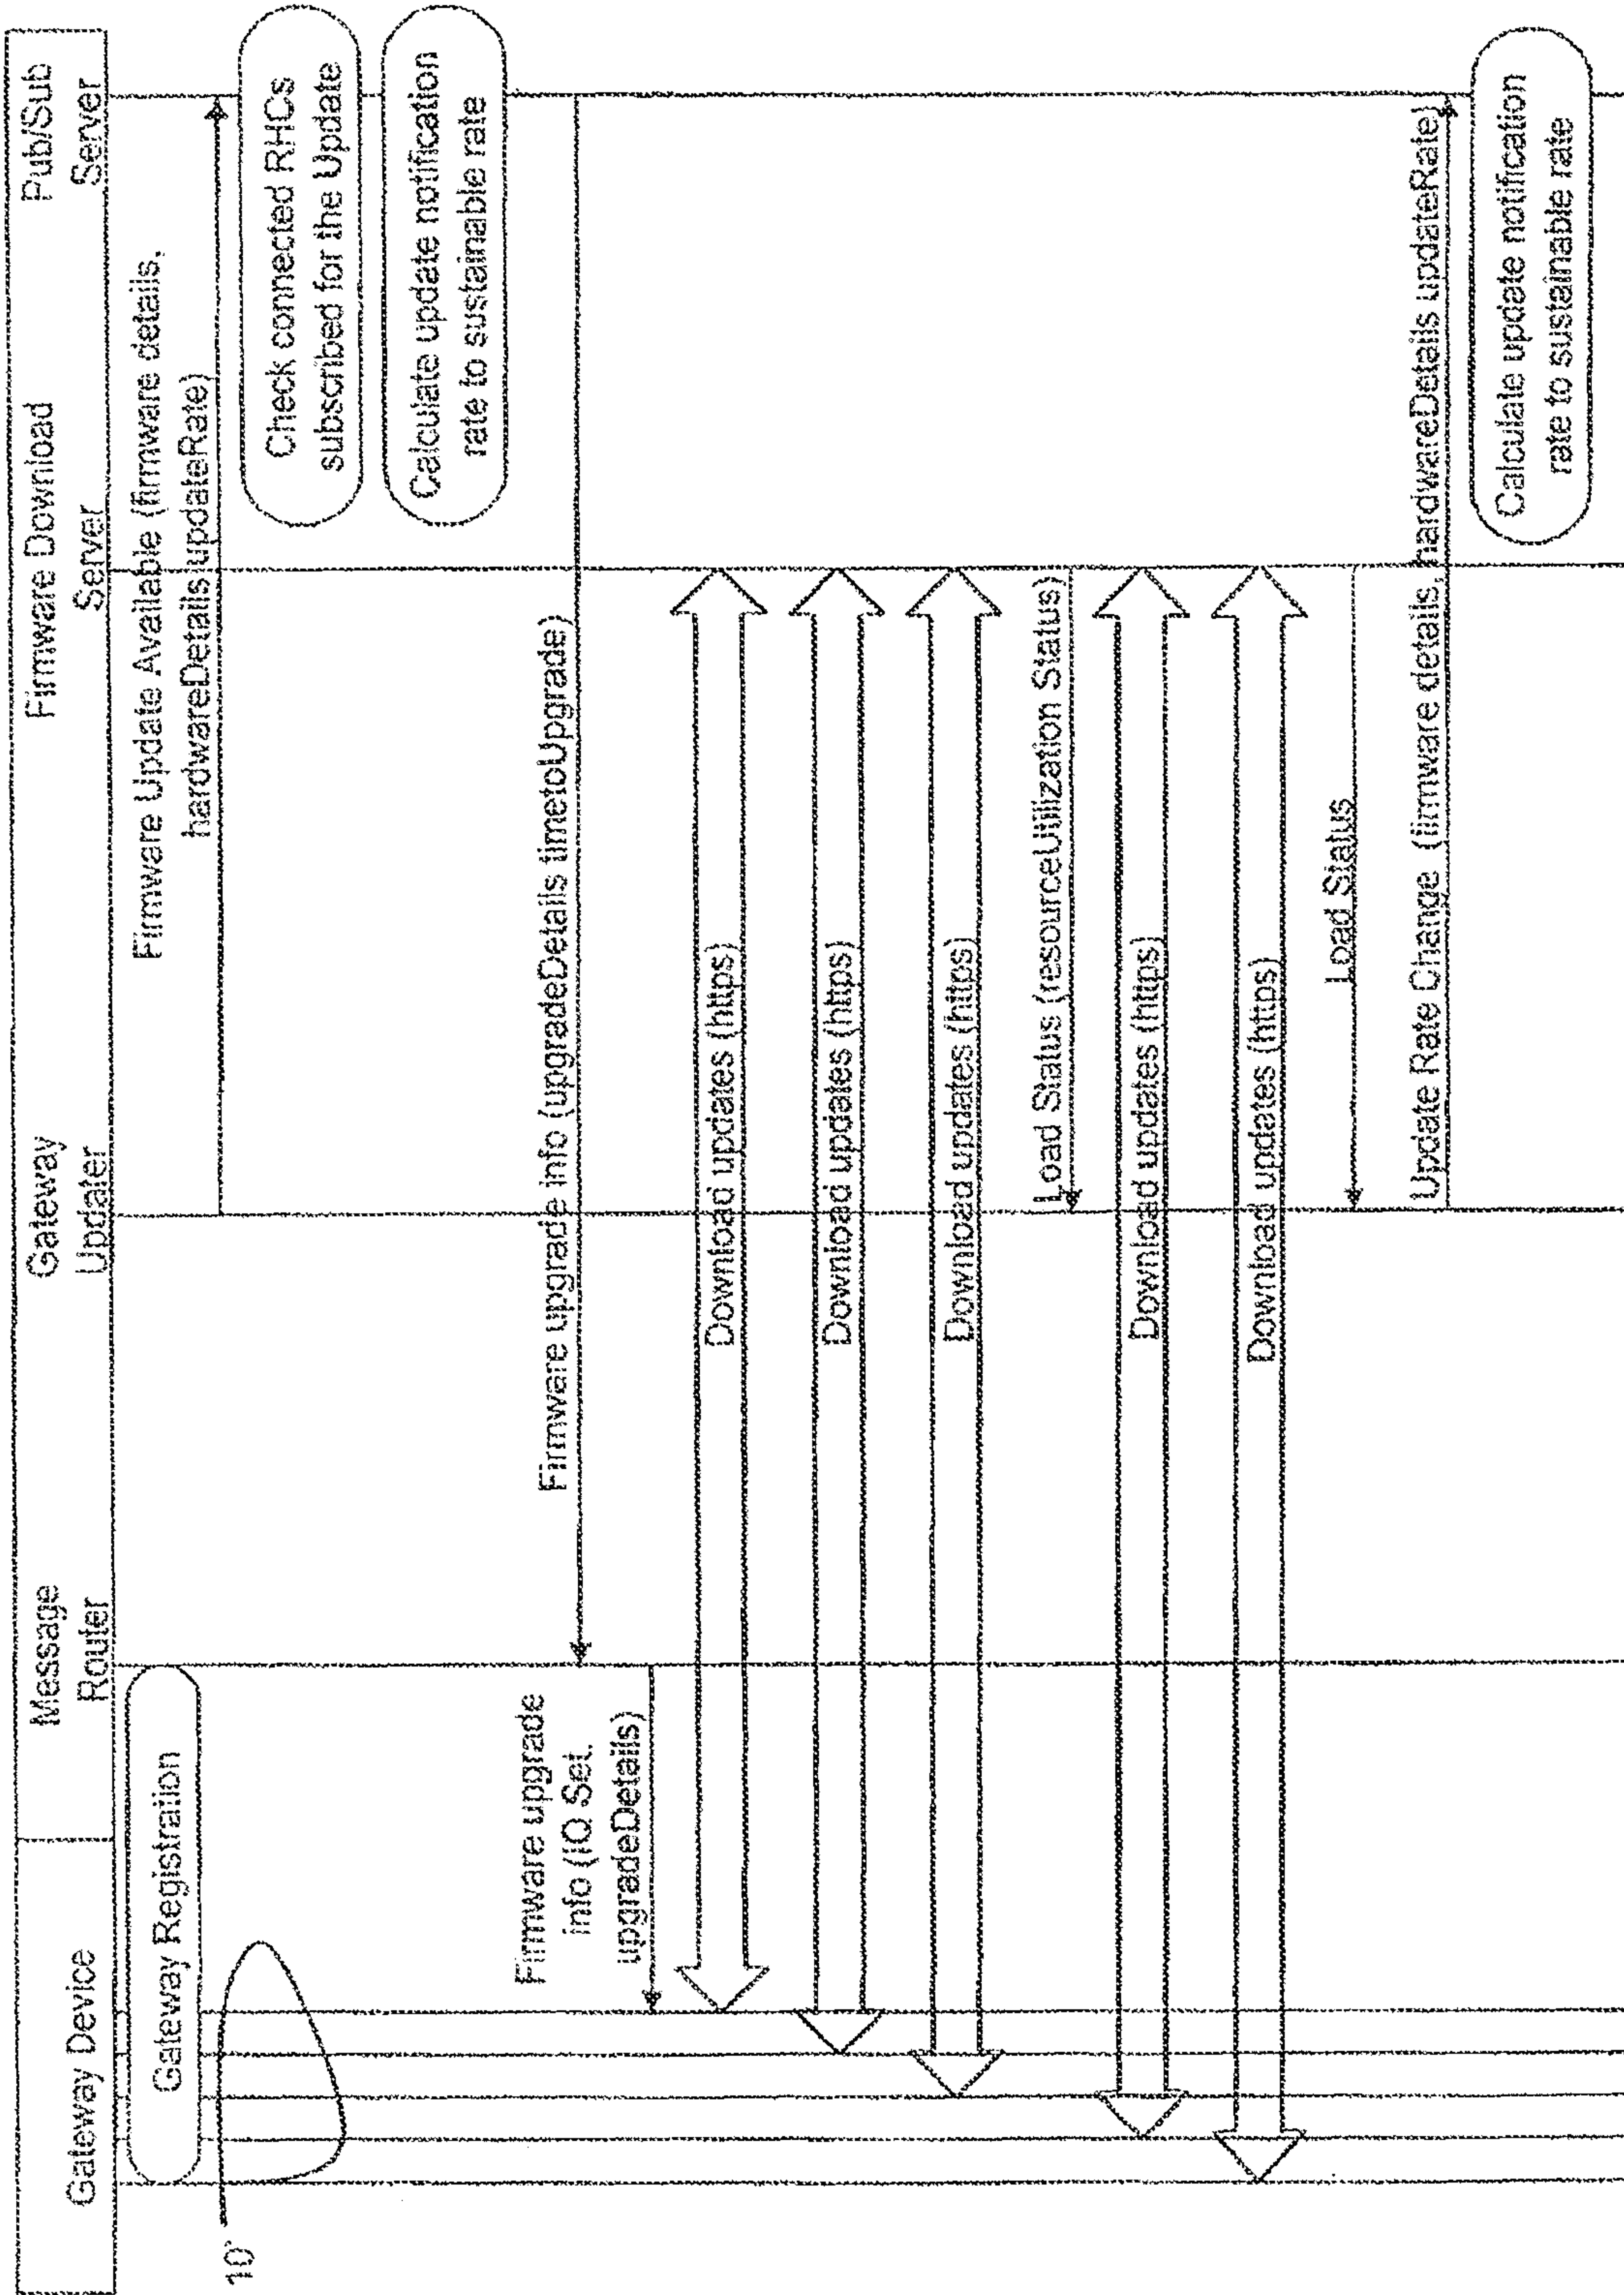 Gateway Device
Message
Router
Gateway
Updater
Firmware Download
Server
Pub/Sub
Server
Gateway Registration
10
Firmware Update Available (firmware details,
hardwareDetails updateRate)
Check connected RHCs
subscribed for the Update
Calculate update notification
rate to sustainable rate
Firmware upgrade info (upgradeDetails timetoUpgrade)
Firmware upgrade
info (IQ Set.
upgradeDetails)
Download updates (https)
Download updates (https)
Download updates (https)
Load Status (resourceUtilization Status)
Download updates (https)
Download updates (https)
Load Status
Update Rate Change (firmware details, hardwareDetails updateRate)
Calculate update notification
rate to sustainable rate